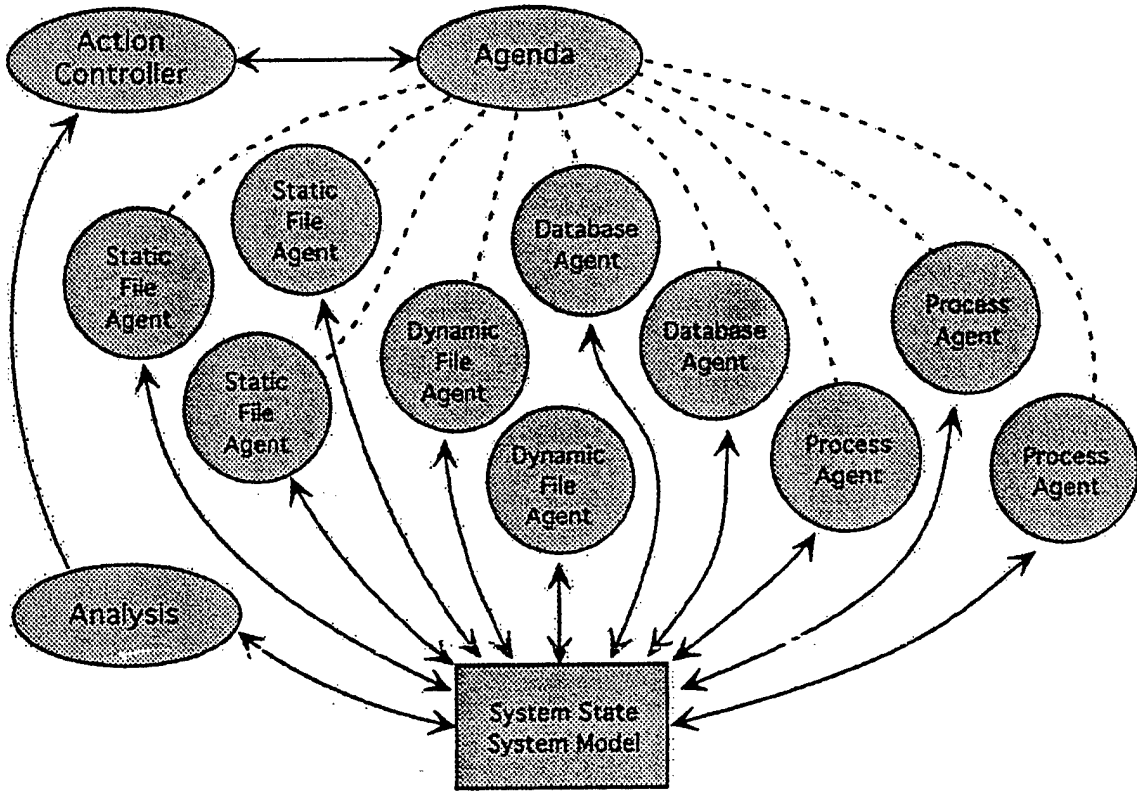 Action
Controller
Agenda
Static
File
Agent
Static
File
Agent
Static
File
Agent
Dynamic
File
Agent
Database
Agent
Dynamic
File
Agent
Database
Agent
Process
Agent
Process
Agent
Process
Agent
Analysis
System State
System Model